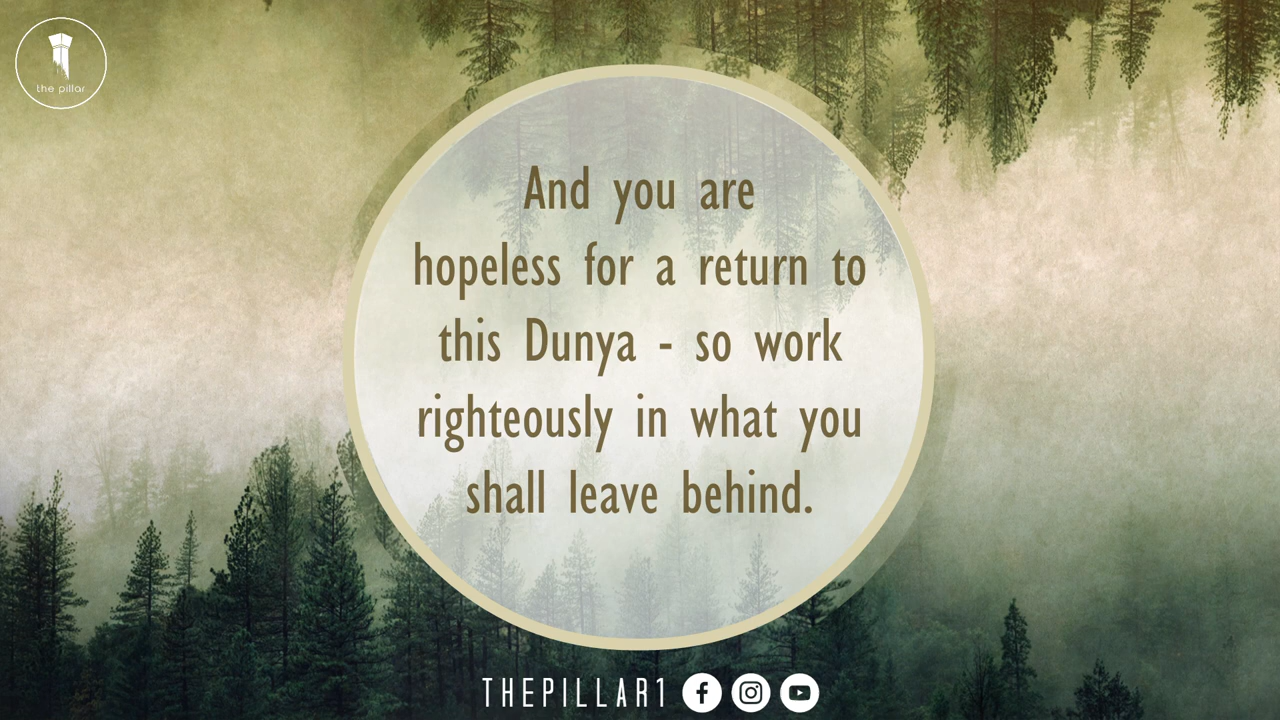 the pillar
And you are
hopeless for a return to
this Dunya - so work
righteously in what you
shall leave behind.
THEPILLAR1